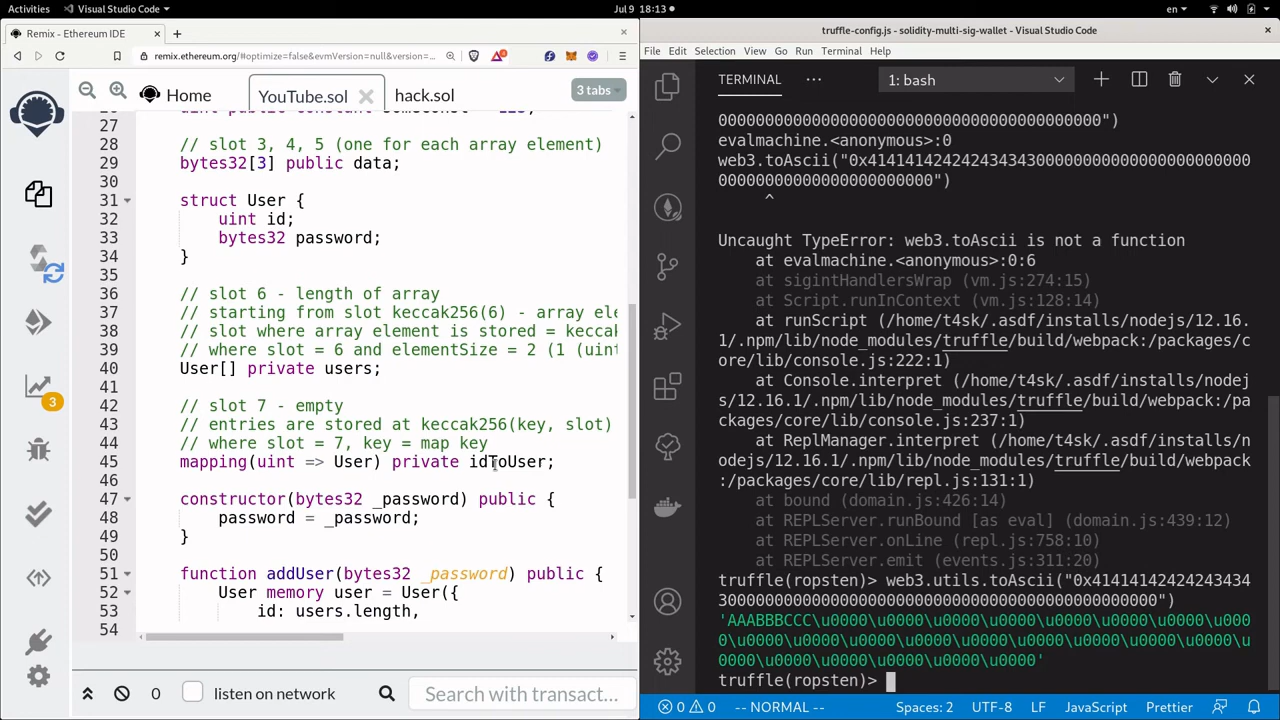 Activities
Visual Studio Code
Jul 9 18:13
en
Remix - Ethereum IDE
remix.ethereum.org/#optimize=false&evmVersion=null&version=…
Home
YouTube.sol
hack.sol
3 tabs
27
28 // slot 3, 4, 5 (one for each array element)
29 bytes32[3] public data;
30
31 struct User {
32 uint id;
33 bytes32 password;
34 }
35
36 // slot 6 - length of array
37 // starting from slot keccak256(6) - array ele
38 // slot where array element is stored = keccak
39 // where slot = 6 and elementSize = 2 (1 (uint
40 User[] private users;
41
42 // slot 7 - empty
43 // entries are stored at keccak256(key, slot)
44 // where slot = 7, key = map key
45 mapping(uint => User) private idToUser;
46
47 constructor(bytes32 _password) public {
48 password = _password;
49 }
50
51 function addUser(bytes32 _password) public {
52 User memory user = User({
53 id: users.length,
54
3
0
listen on network
Search with transact…
truffle-config.js - solidity-multi-sig-wallet - Visual Studio Code
File Edit Selection View Go Run Terminal Help
TERMINAL
1: bash
0000000000000000000000000000000000000000")
evalmachine.<anonymous>:0
web3.toAscii("0x4141414242424343430000000000000000000000
0000000000000000000000")
^
Uncaught TypeError: web3.toAscii is not a function
at evalmachine.<anonymous>:0:6
at sigintHandlersWrap (vm.js:274:15)
at Script.runInContext (vm.js:128:14)
at runScript (/home/t4sk/.asdf/installs/nodejs/12.16.
1/.npm/lib/node_modules/truffle/build/webpack:/packages/c
ore/lib/console.js:222:1)
at Console.interpret (/home/t4sk/.asdf/installs/nodej
s/12.16.1/.npm/lib/node_modules/truffle/build/webpack:/pa
ckages/core/lib/console.js:237:1)
at ReplManager.interpret (/home/t4sk/.asdf/installs/n
odejs/12.16.1/.npm/lib/node_modules/truffle/build/webpack
:/packages/core/lib/repl.js:131:1)
at bound (domain.js:426:14)
at REPLServer.runBound [as eval] (domain.js:439:12)
at REPLServer.onLine (repl.js:758:10)
at REPLServer.emit (events.js:311:20)
truffle(ropsten)> web3.utils.toAscii("0x41414142424243434
30000000000000000000000000000000000000000000000")
'AAABBBCCC\u0000\u0000\u0000\u0000\u0000\u0000\u0000\u000
0\u0000\u0000\u0000\u0000\u0000\u0000\u0000\u0000\u0000\u
0000\u0000\u0000\u0000\u0000\u0000'
truffle(ropsten)>
0 0
-- NORMAL --
Spaces: 2
UTF-8
LF
JavaScript
Prettier